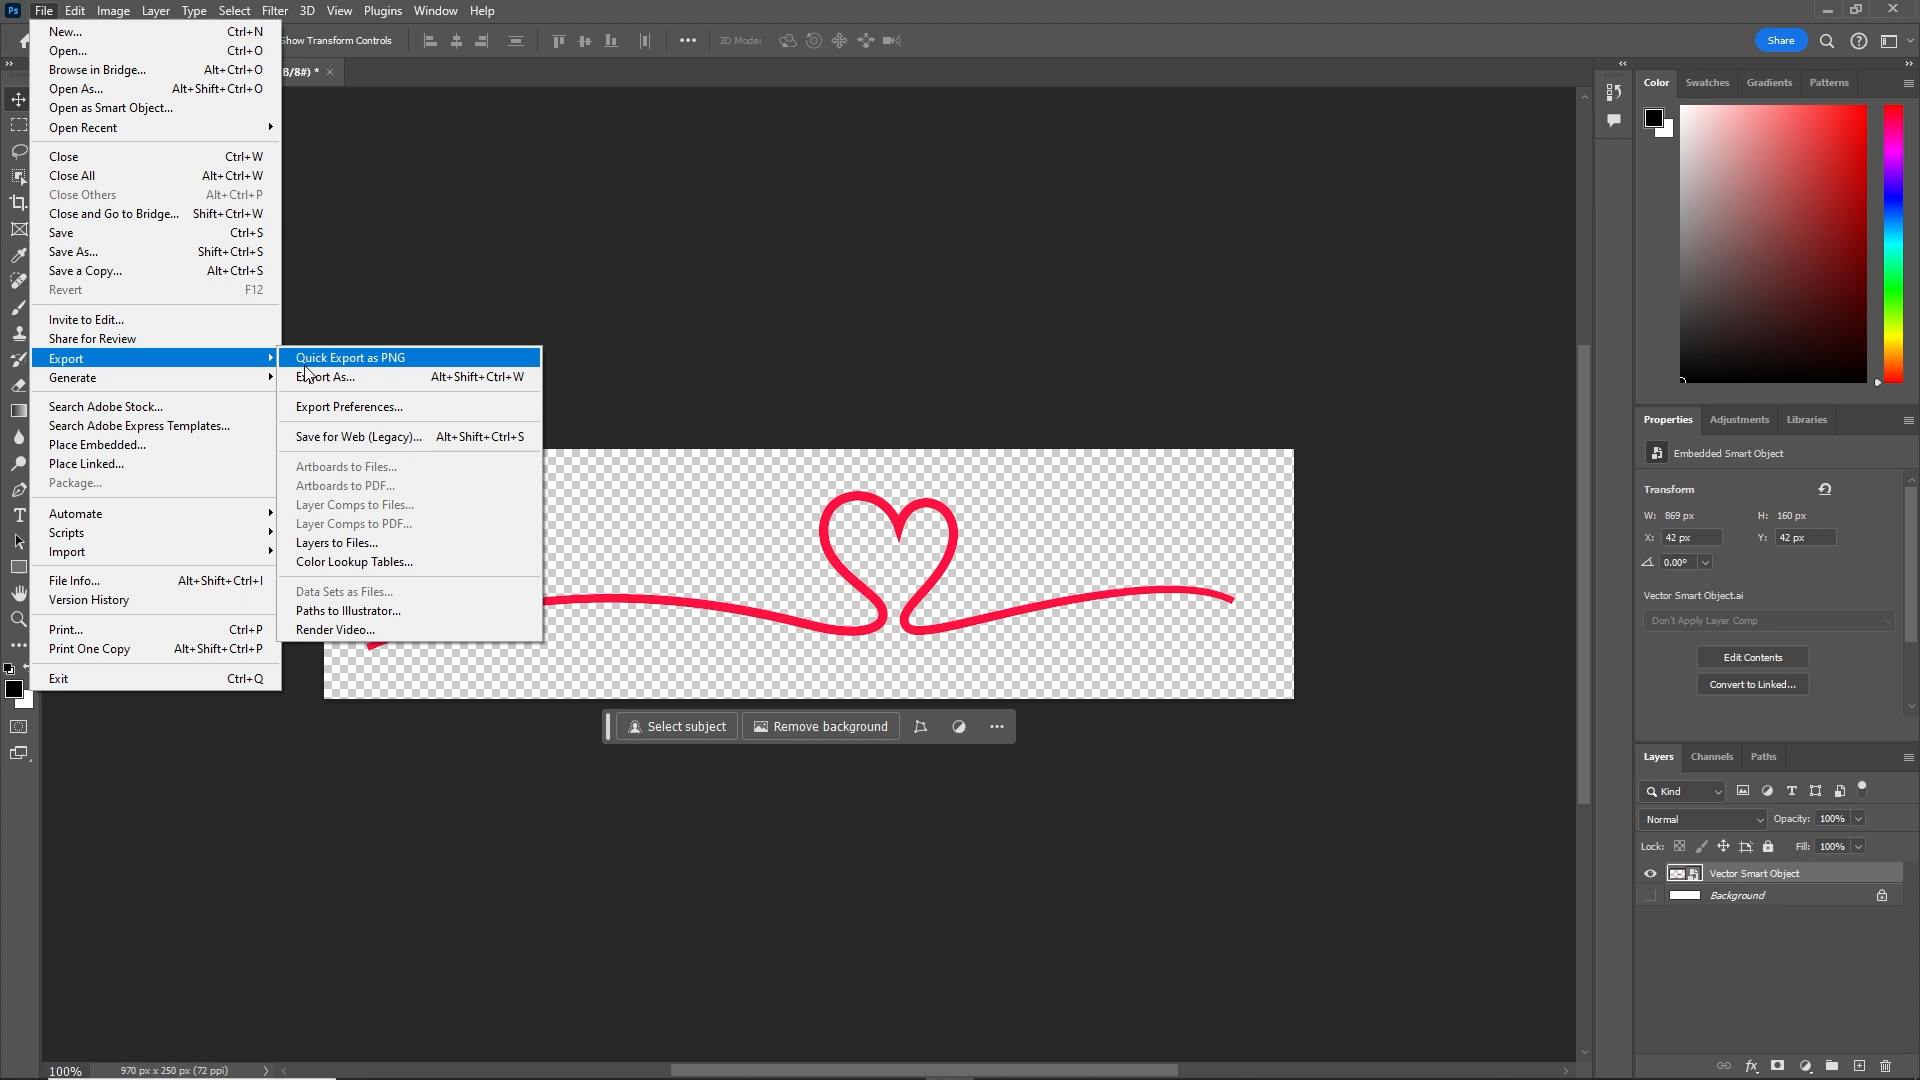 Ps File Edit Image Layer Type Select Filter 3D View Plugins Window Help
Show Transform Controls 3D Mode: Share
B/8#) *
New... Ctrl+N
Open... Ctrl+O
Browse in Bridge... Alt+Ctrl+O
Open As... Alt+Shift+Ctrl+O
Open as Smart Object...
Open Recent
Close Ctrl+W
Close All Alt+Ctrl+W
Close Others Alt+Ctrl+P
Close and Go to Bridge... Shift+Ctrl+W
Save Ctrl+S
Save As... Shift+Ctrl+S
Save a Copy... Alt+Ctrl+S
Revert F12
Invite to Edit...
Share for Review
Export
Generate
Search Adobe Stock...
Search Adobe Express Templates...
Place Embedded...
Place Linked...
Package...
Automate
Scripts
Import
File Info... Alt+Shift+Ctrl+I
Version History
Print... Ctrl+P
Print One Copy Alt+Shift+Ctrl+P
Exit Ctrl+Q
Quick Export as PNG
Export As... Alt+Shift+Ctrl+W
Export Preferences...
Save for Web (Legacy)... Alt+Shift+Ctrl+S
Artboards to Files...
Artboards to PDF...
Layer Comps to Files...
Layer Comps to PDF...
Layers to Files...
Color Lookup Tables...
Data Sets as Files...
Paths to Illustrator...
Render Video...
Select subject Remove background
Color Swatches Gradients Patterns
Properties Adjustments Libraries
Embedded Smart Object
Transform
W: 869 px H: 160 px
X: 42 px Y: 42 px
0.00°
Vector Smart Object.ai
Don't Apply Layer Comp
Edit Contents
Convert to Linked...
Layers Channels Paths
Kind
Normal Opacity: 100%
Lock: Fill: 100%
Vector Smart Object
Background
100% 970 px x 250 px (72 ppi)